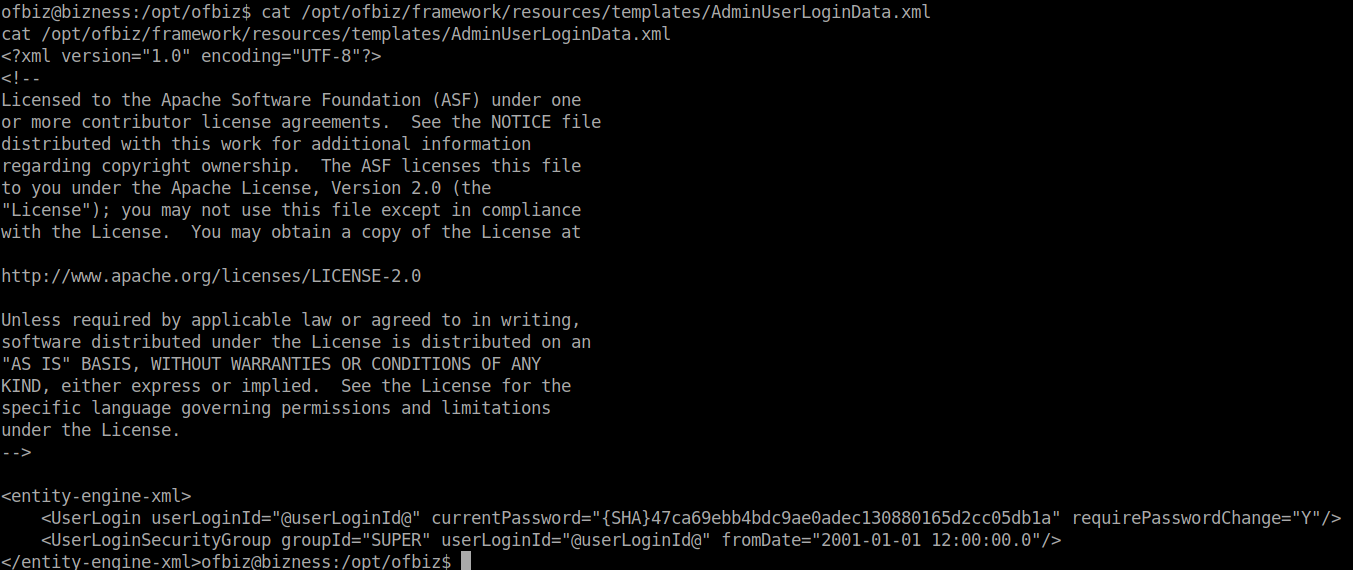 ofbiz@bizness:/opt/ofbiz$ cat /opt/ofbiz/framework/resources/templates/AdminUserLoginData.xml
cat /opt/ofbiz/framework/resources/templates/AdminUserLoginData.xml
<?xml version="1.0" encoding="UTF-8"?>
<!--
Licensed to the Apache Software Foundation (ASF) under one
or more contributor license agreements.  See the NOTICE file
distributed with this work for additional information
regarding copyright ownership.  The ASF licenses this file
to you under the Apache License, Version 2.0 (the
"License"); you may not use this file except in compliance
with the License.  You may obtain a copy of the License at

http://www.apache.org/licenses/LICENSE-2.0

Unless required by applicable law or agreed to in writing,
software distributed under the License is distributed on an
"AS IS" BASIS, WITHOUT WARRANTIES OR CONDITIONS OF ANY
KIND, either express or implied.  See the License for the
specific language governing permissions and limitations
under the License.
-->

<entity-engine-xml>
    <UserLogin userLoginId="@userLoginId@" currentPassword="{SHA}47ca69ebb4bdc9ae0adec130880165d2cc05db1a" requirePasswordChange="Y"/>
    <UserLoginSecurityGroup groupId="SUPER" userLoginId="@userLoginId@" fromDate="2001-01-01 12:00:00.0"/>
</entity-engine-xml>ofbiz@bizness:/opt/ofbiz$